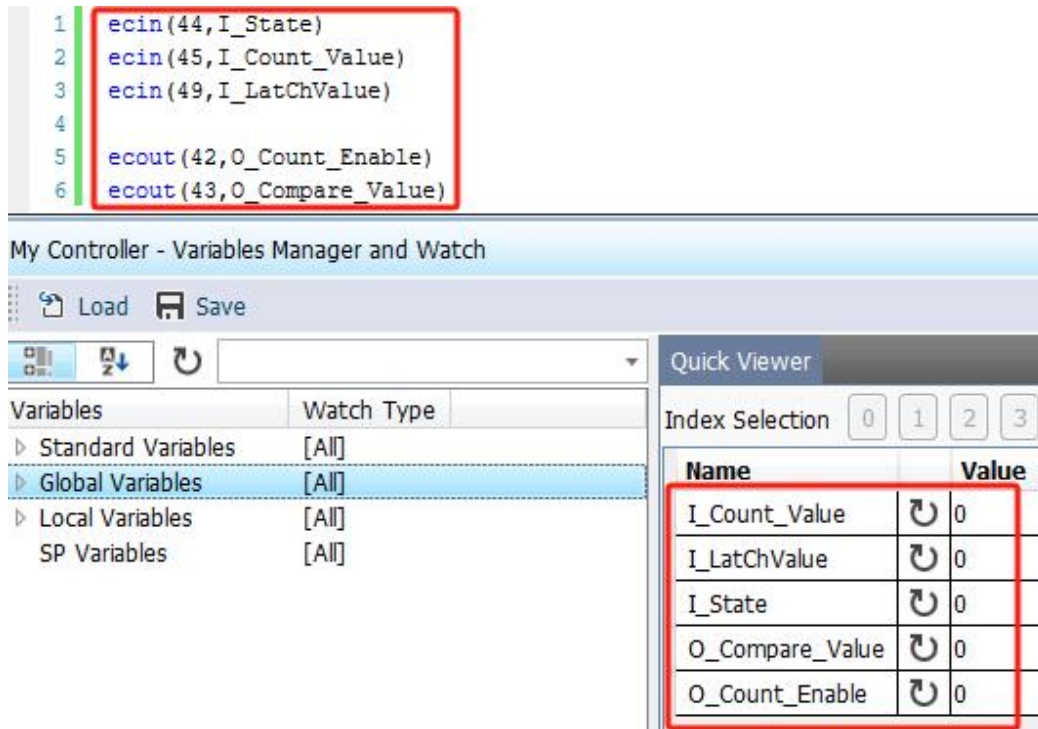 1 ecin(44,I_State)
2 ecin(45,I_Count_Value)
3 ecin(49,I_LatChValue)
4
5 ecout(42,O_Count_Enable)
6 ecout(43,O_Compare_Value)
My Controller - Variables Manager and Watch
Load Save
Quick Viewer
Variables Watch Type
Index Selection 0 1 2 3
Standard Variables [All]
Global Variables [All]
Local Variables [All]
SP Variables [All]
Name Value
I_Count_Value 0
I_LatChValue 0
I_State 0
O_Compare_Value 0
O_Count_Enable 0